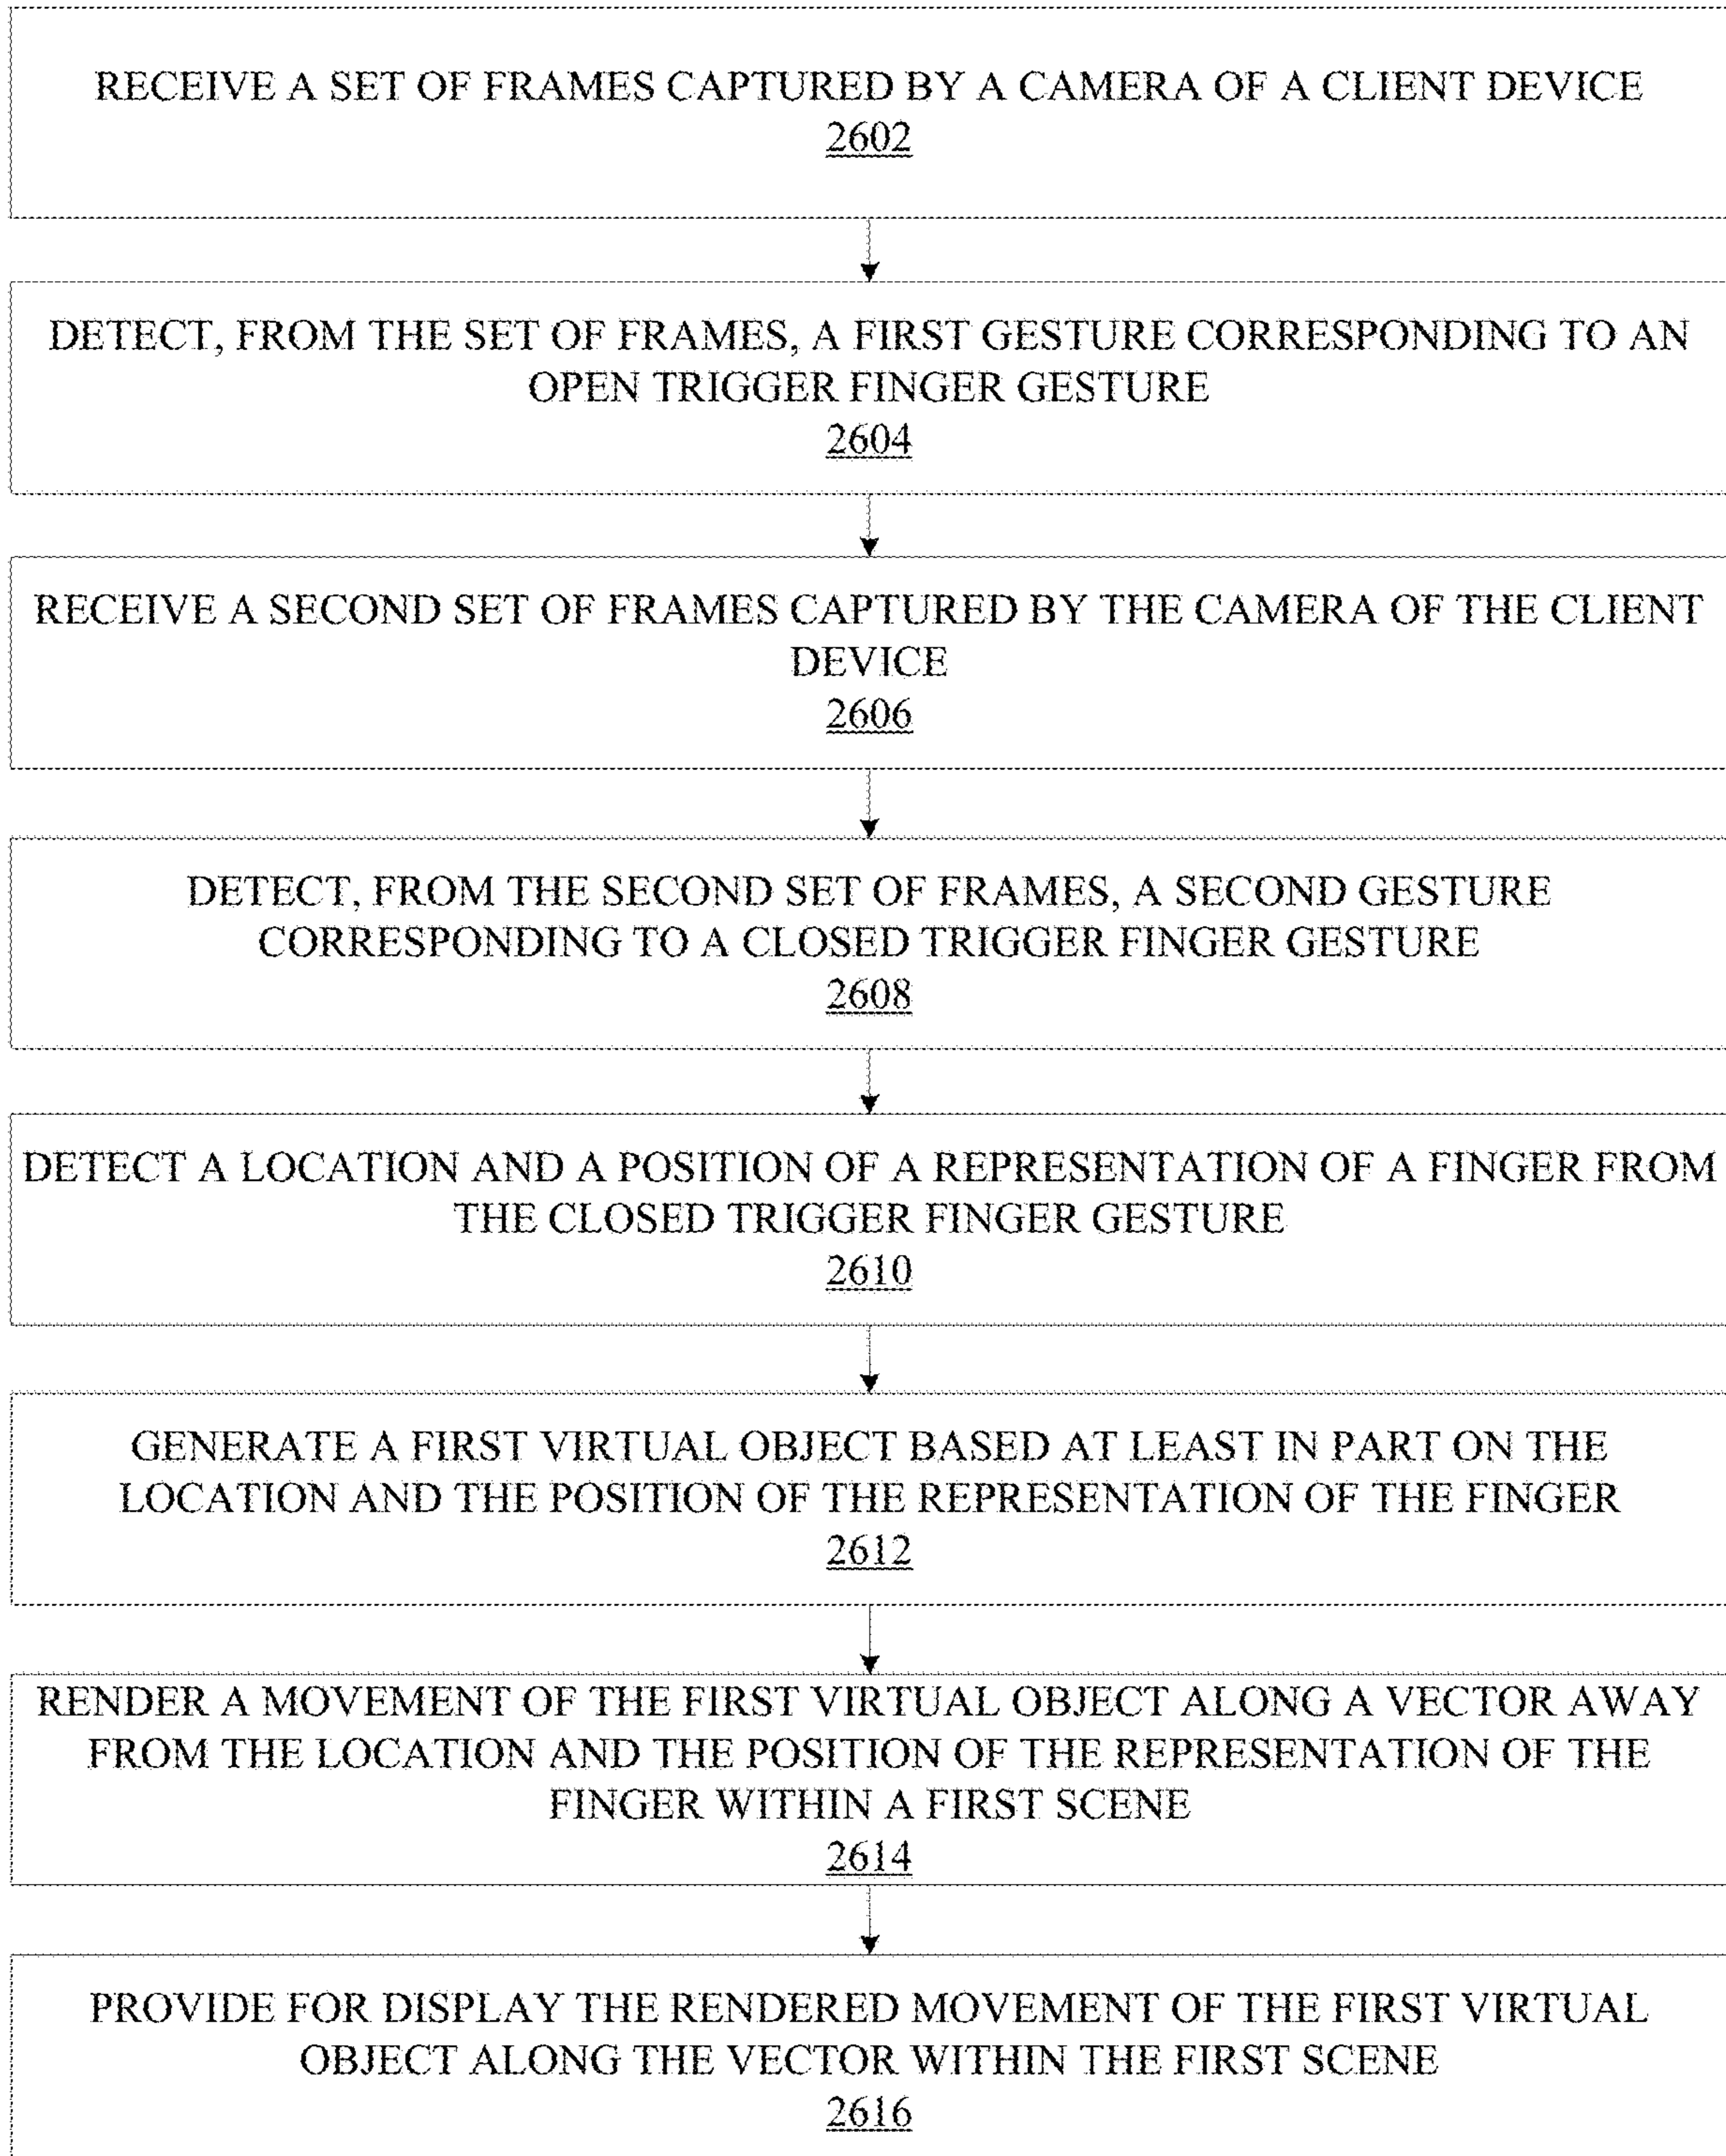 RECEIVE A SET OF FRAMES CAPTURED BY A CAMERA OF A CLIENT DEVICE
2602
DETECT, FROM THE SET OF FRAMES, A FIRST GESTURE CORRESPONDING TO AN
OPEN TRIGGER FINGER GESTURE
2604
RECEIVE A SECOND SET OF FRAMES CAPTURED BY THE CAMERA OF THE CLIENT
DEVICE
2606
DETECT, FROM THE SECOND SET OF FRAMES, A SECOND GESTURE
CORRESPONDING TO A CLOSED TRIGGER FINGER GESTURE
2608
DETECT A LOCATION AND A POSITION OF A REPRESENTATION OF A FINGER FROM
THE CLOSED TRIGGER FINGER GESTURE
2610
GENERATE A FIRST VIRTUAL OBJECT BASED AT LEAST IN PART ON THE
LOCATION AND THE POSITION OF THE REPRESENTATION OF THE FINGER
2612
RENDER A MOVEMENT OF THE FIRST VIRTUAL OBJECT ALONG A VECTOR AWAY
FROM THE LOCATION AND THE POSITION OF THE REPRESENTATION OF THE
FINGER WITHIN A FIRST SCENE
2614
PROVIDE FOR DISPLAY THE RENDERED MOVEMENT OF THE FIRST VIRTUAL
OBJECT ALONG THE VECTOR WITHIN THE FIRST SCENE
2616